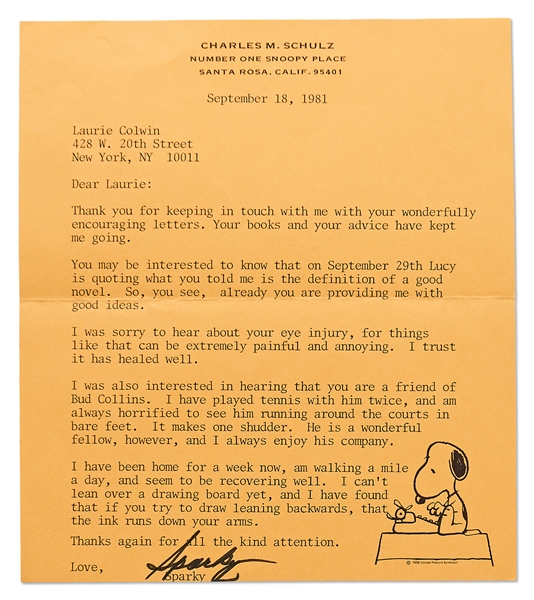 CHARLES M. SCHULZ
NUMBER ONE SNOOPY PLACE
SANTA ROSA, CALIF. 95401
September 18, 1981
Laurie Colwin
428 W. 20th Street
New York, NY 10011
Dear Laurie:
Thank you for keeping in touch with me with your wonderfully
encouraging letters. Your books and your advice have kept
me going.
You may be interested to know that on September 29th Lucy
is quoting what you told me is the definition of a good
novel. So, you see, already you are providing me with
good ideas.
I was sorry to hear about your eye injury, for things
like that can be extremely painful and annoying. I trust
it has healed well.
I was also interested in hearing that you are a friend of
Bud Collins. I have played tennis with him twice, and am
always horrified to see him running around the courts in
bare feet. It makes one shudder. He is a wonderful
fellow, however, and I always enjoy his company.
I have been home for a week now, am walking a mile
a day, and seem to be recovering well. I can't
lean over a drawing board yet, and I have found
that if you try to draw leaning backwards, that
the ink runs down your arms.
Thanks again for all the kind attention.
Love,
Sparky
Sparky
© 1958 United Feature Syndicate